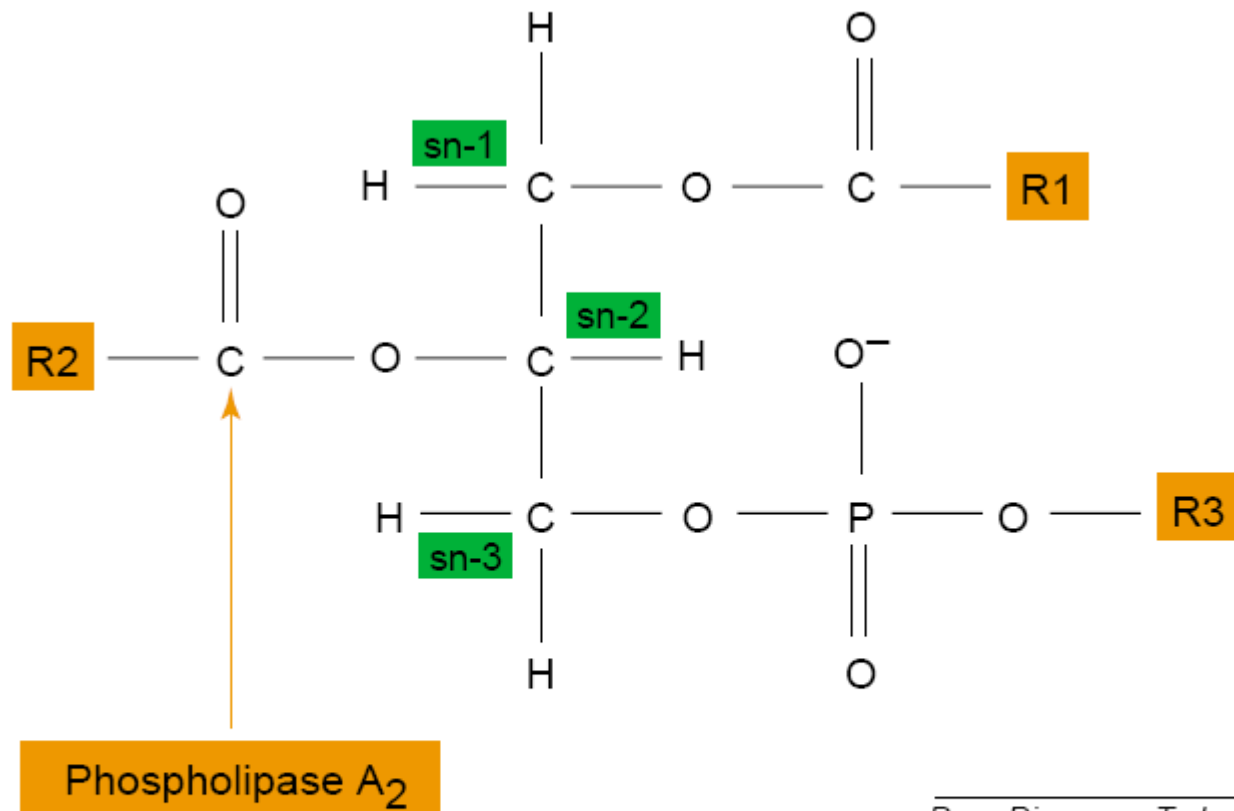 H O
sn-1
H C O C R1
O
sn-2
R2 C O C H O–
H C O P O R3
sn-3
H O
Phospholipase A2